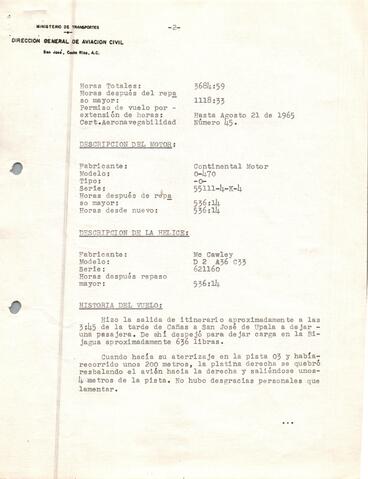 MINISTERIO DE TRANSPORTES
-2-
DIRECCION GENERAL DE AVIACION CIVIL
San José, Costa Rica, A.C.
Horas Totales: 3684:59
Horas después del repa
so mayor: 1118:33
Permiso de vuelo por -
extensión de horas: Hasta Agosto 21 de 1965
Cert.Aeronavegabilidad Número 45.
DESCRIPCION DEL MOTOR:
Fabricante: Continental Motor
Modelo: O-470
Tipo: -O-
Serie: 55111-4-K-4
Horas después de repa
so mayor: 536:14
Horas desde nuevo: 536:14
DESCRIPCION DE LA HELICE:
Fabricante: Mc Cawley
Modelo: D 2 A36 C33
Serie: 621160
Horas después repaso
mayor: 536:14
HISTORIA DEL VUELO:
Hizo la salida de itinerario aproximadamente a las
3:45 de la tarde de Cañas a San José de Upala a dejar -
una pasajera. De ahí despejó para dejar carga en la Bi-
jagua aproximadamente 636 libras.
Cuando hacía su aterrizaje en la pista 03 y había-
recorrido unos 200 metros, la platina derecha se quebró
resbalando el avión hacia la derecha y saliéndose unos-
4 metros de la pista. No hubo desgracias personales que
lamentar.
...